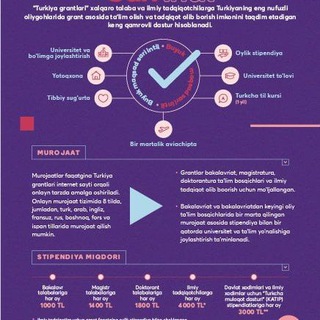 "Turkiya grantlari" xalqaro talaba va ilmiy tadqiqotchilarga Turkiyaning eng nufuzli
oliygohlarida grant asosida ta'lim olish va tadqiqot olib borish imkonini taqdim etadigan
keng qamrovli dastur hisoblanadi.
Universitet va
bo'limga joylashtirish
Oylik stipendiya
Yotoqxona
Universitet to'lovi
Tibbiy sug'urta
Turkcha til kursi
(1 yil)
Buyuk
Bir martalik aviachipta
MUROJAAT
Murojaatlar faqatgina Turkiya
grantlari internet sayti orqali
onlayn tarzda amalga oshiriladi.
Onlayn murojaat tizimida 8 tilda,
jumladan, turk, arab, ingliz,
fransuz, rus, boshnoq, fors va
ispan tillarida murojaat qilish
mumkin.
• Grantlar bakalavriat, magistratura,
doktorantura ta'lim bosqichlari va ilmiy
tadqiqot olib borish uchun mo'ljallangan.
• Bakalavriat va bakalavriatdan keyingi oliy
ta'lim bosqichlarida bir marta qilingan
murojaat asosida stipendiya bilan bir
qatorda universitet va ta'lim yo'nalishiga
joylashtirish ta'minlanadi.
STIPENDIYA MIQDORI
Bakalavr
talabalariga
har oy
1000 TL
Magistr
talabalariga
har oy
1400 TL
Doktorant
talabalariga
har oy
1800 TL
Ilmiy
tadqiqotchilarga
har oy
4000 TL*
Davlat xodimlari va ilmiy
xodimlar uchun "Turkcha
muloqot dasturi" (KATIP)
stipendiantlariga har oy
3000 TL**